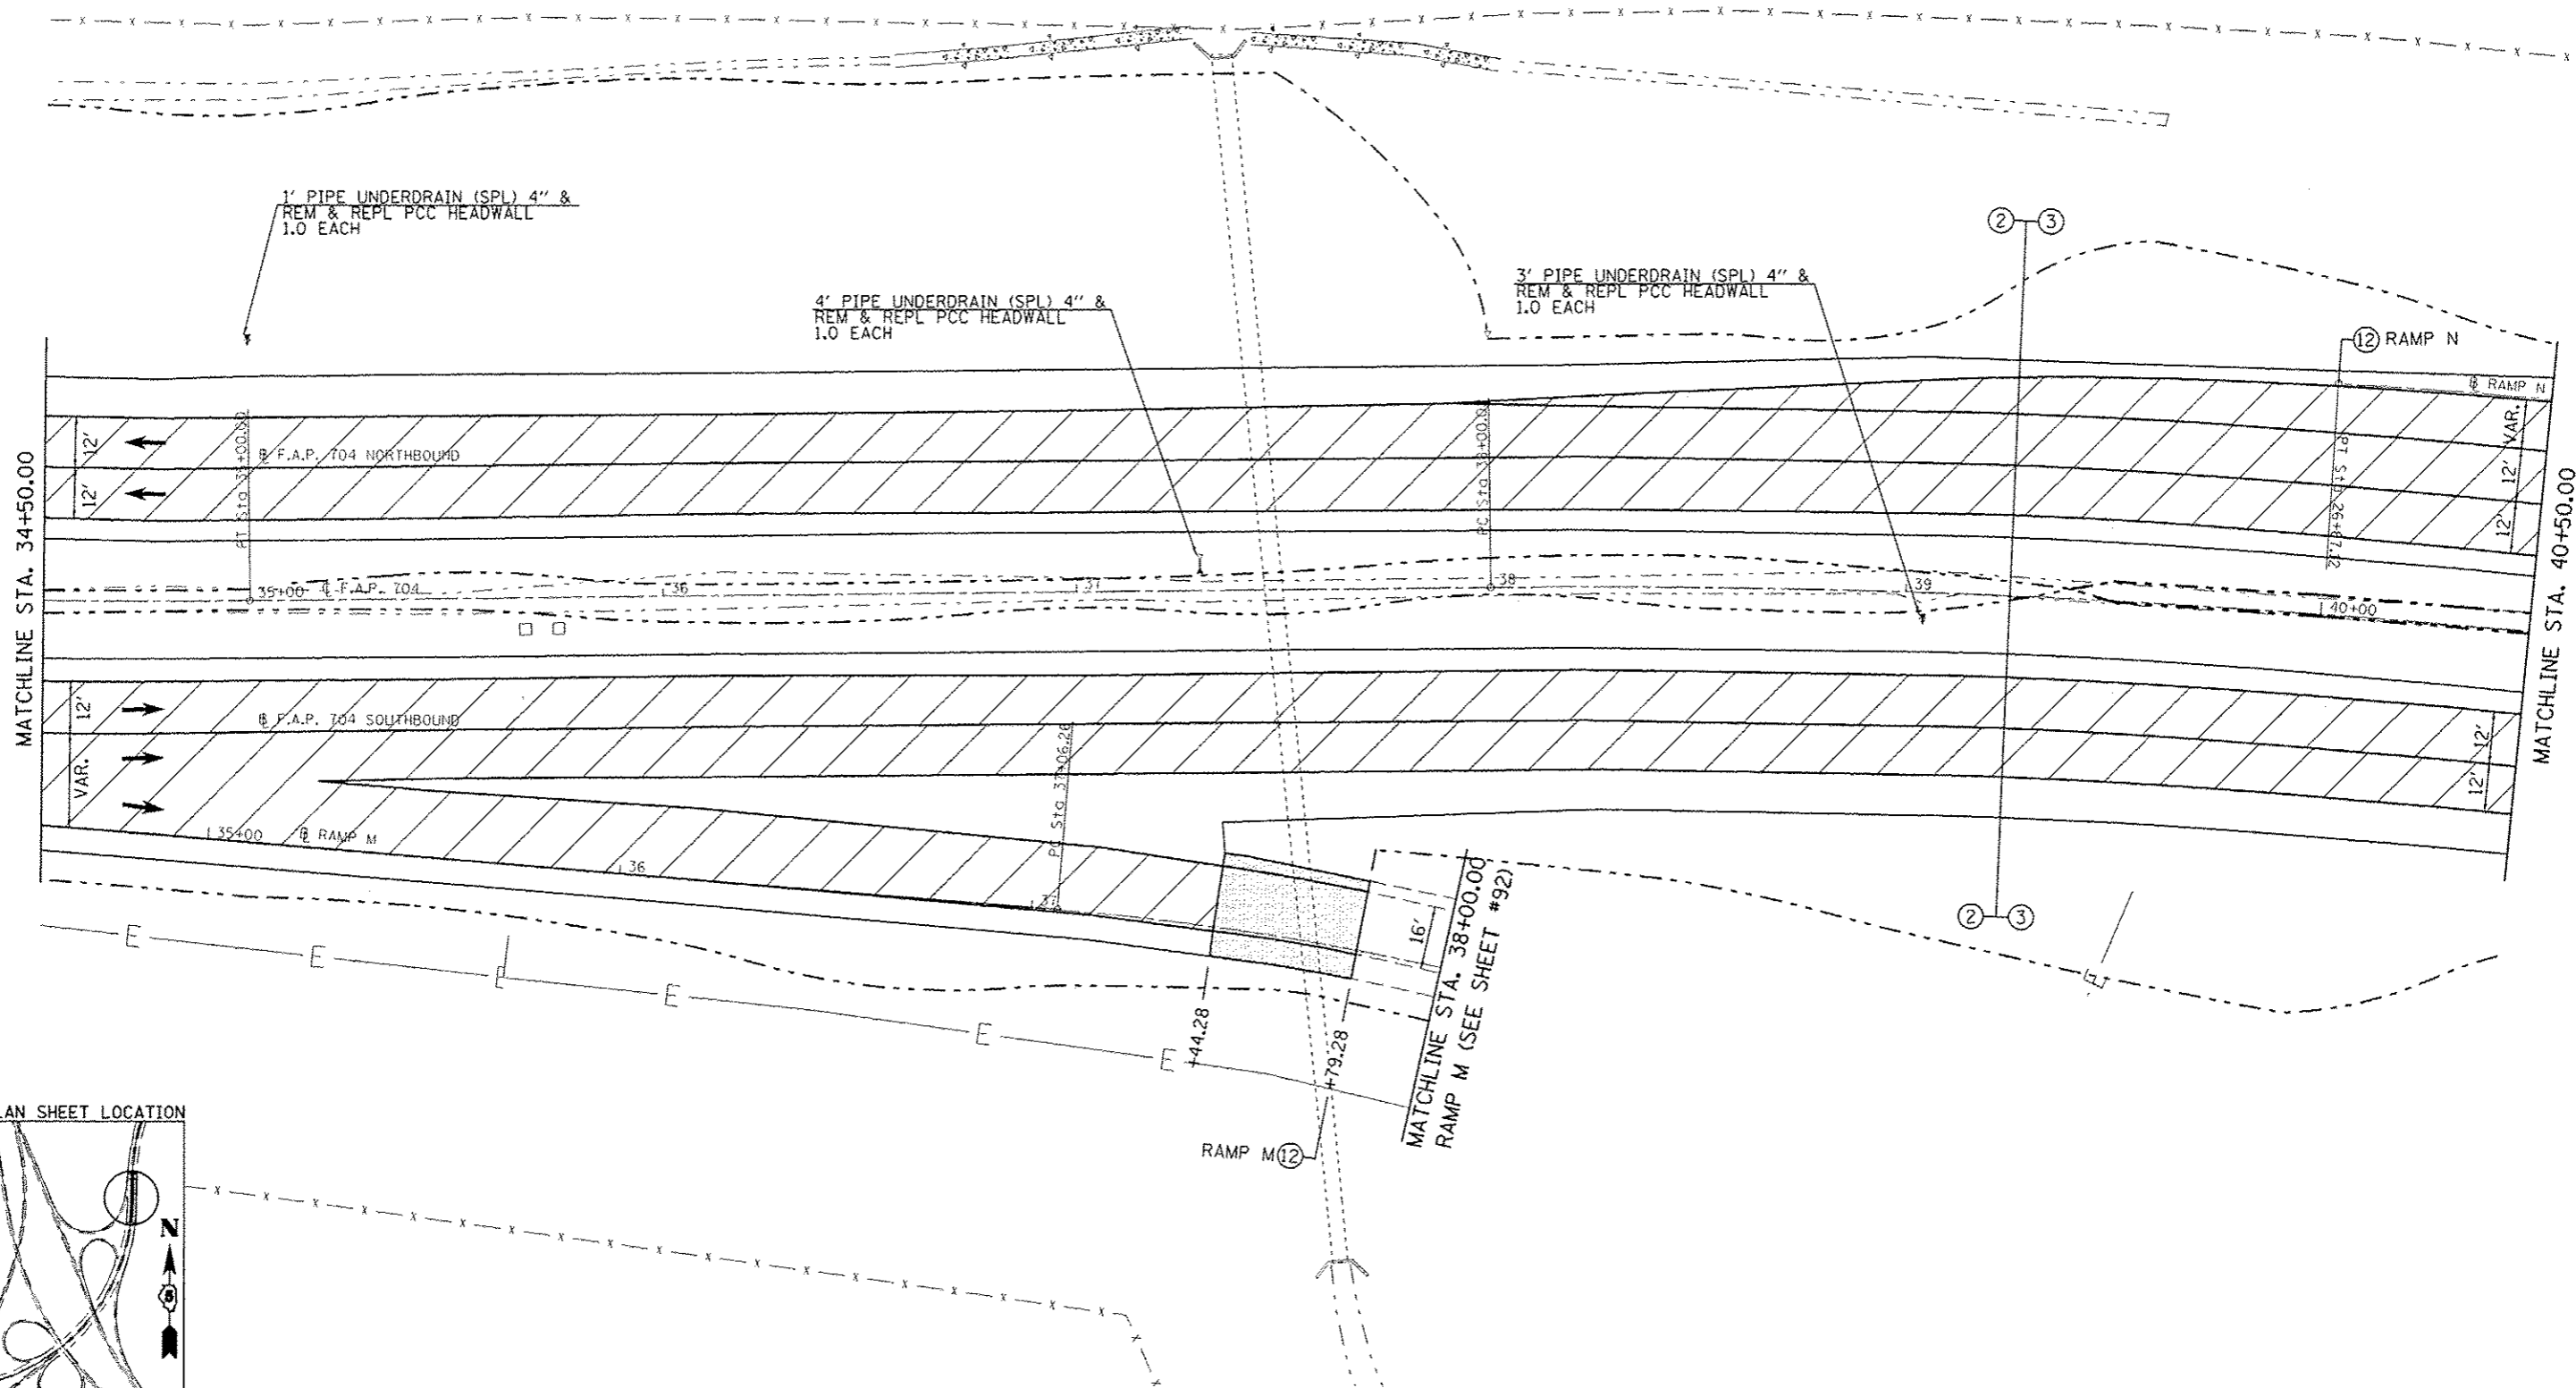 1' PIPE UNDERDRAIN (SPL) 4" &
REM & REPL PCC HEADWALL
1.0 EACH
4' PIPE UNDERDRAIN (SPL) 4" &
REM & REPL PCC HEADWALL
1.0 EACH
3' PIPE UNDERDRAIN (SPL) 4" &
REM & REPL PCC HEADWALL
1.0 EACH
2 3
12 RAMP N
℄ RAMP N
MATCHLINE STA. 34+50.00
12'
12'
℄ F.A.P. 704 NORTHBOUND
PC Sta 38+00.00
VAR.
12'
12'
MATCHLINE STA. 40+50.00
35+00
℄ F.A.P. 704
36
37
38
39
40+00
12'
VAR.
℄ F.A.P. 704 SOUTHBOUND
PC Sta 37+06.26
12'
12'
35+00
℄ RAMP M
36
37
16'
2 3
E E E E E
+44.28
+79.28
MATCHLINE STA. 38+00.00
RAMP M (SEE SHEET #92)
RAMP M 12
LAN SHEET LOCATION
N